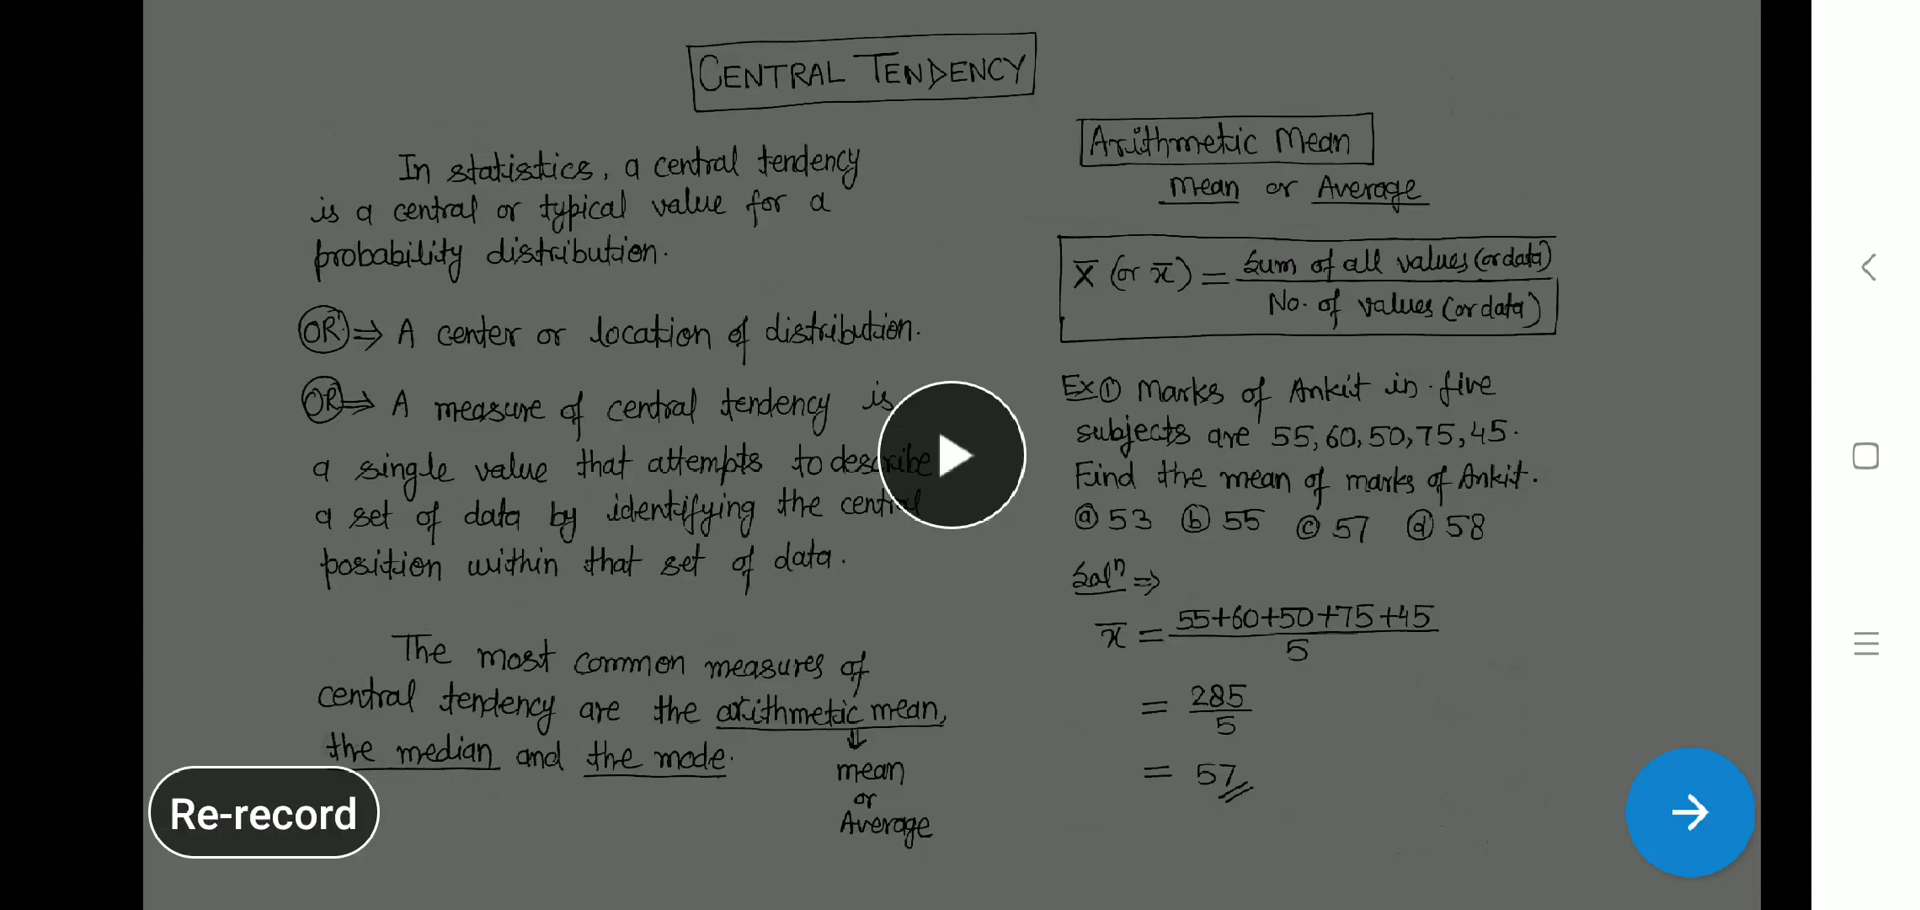 CENTRAL TENDENCY
In statistics, a central tendency
is a central or typical value for a
probability distribution.
OR ⇒ A center or location of distribution.
OR ⇒ A measure of central tendency is
a single value that attempts to describe
a set of data by identifying the central
position within that set of data.
The most common measures of
central tendency are the arithmetic mean,
the median and the mode.
↓
mean
or
Average
Arithmetic Mean
Mean or Average
X̅ (or x̅) = Sum of all values (or data)
No. of values (or data)
Ex ① Marks of Ankit in five
subjects are 55, 60, 50, 75, 45.
Find the mean of marks of Ankit.
ⓐ 53 ⓑ 55 ⓒ 57 ⓓ 58
Solⁿ ⇒
x̅ = 55+60+50+75+45
5
= 285
5
= 57
Re-record